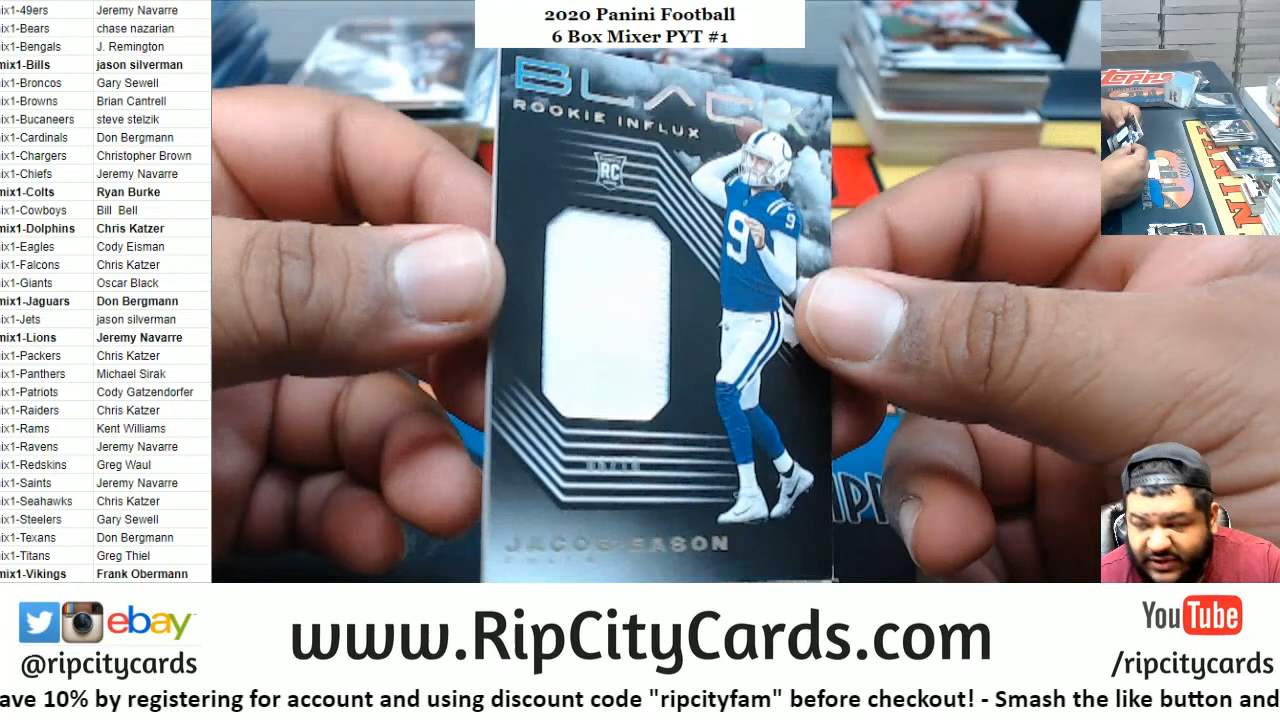 2020 Panini Football
6 Box Mixer PYT #1
ix1-49ers Jeremy Navarre
ix1-Bears chase nazarian
ix1-Bengals J. Remington
mix1-Bills jason silverman
ix1-Broncos Gary Sewell
ix1-Browns Brian Cantrell
ix1-Bucaneers steve stelzik
ix1-Cardinals Don Bergmann
ix1-Chargers Christopher Brown
ix1-Chiefs Jeremy Navarre
mix1-Colts Ryan Burke
ix1-Cowboys Bill Bell
mix1-Dolphins Chris Katzer
ix1-Eagles Cody Eisman
ix1-Falcons Chris Katzer
ix1-Giants Oscar Black
mix1-Jaguars Don Bergmann
ix1-Jets jason silverman
mix1-Lions Jeremy Navarre
ix1-Packers Chris Katzer
ix1-Panthers Michael Sirak
ix1-Patriots Cody Gatzendorfer
ix1-Raiders Chris Katzer
ix1-Rams Kent Williams
ix1-Ravens Jeremy Navarre
ix1-Redskins Greg Waul
ix1-Saints Jeremy Navarre
ix1-Seahawks Chris Katzer
ix1-Steelers Gary Sewell
ix1-Texans Don Bergmann
ix1-Titans Greg Thiel
mix1-Vikings Frank Obermann
BLACK
ROOKIE INFLUX
RC
9
9
JACOB EASON
TOPPS
ebay
@ripcitycards
www.RipCityCards.com
YouTube
/ripcitycards
ave 10% by registering for account and using discount code "ripcityfam" before checkout! - Smash the like button and